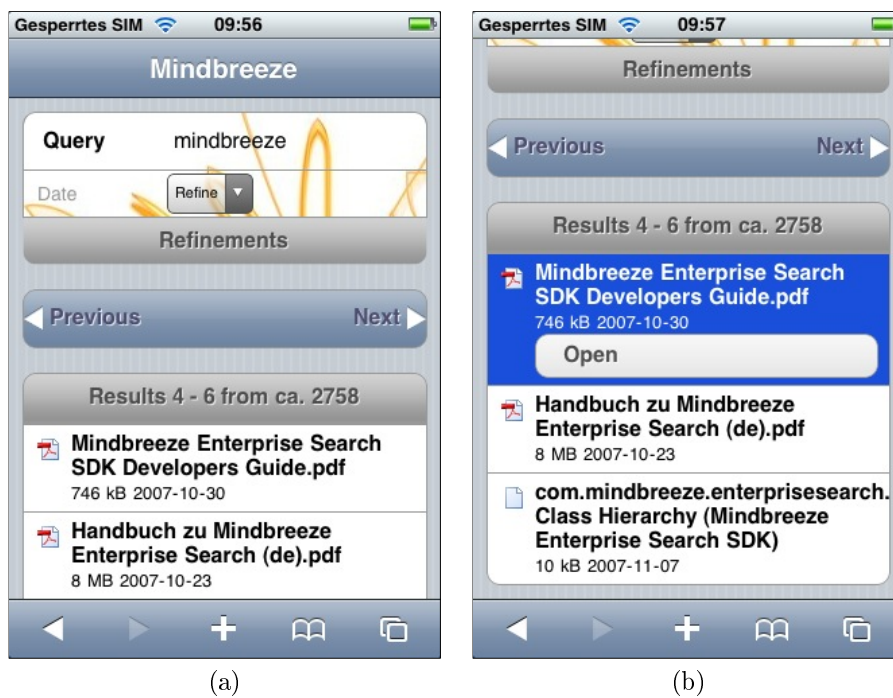 Gesperrtes SIM 09:56
Mindbreeze
Query mindbreeze
Date Refine
Refinements
Previous Next
Results 4 - 6 from ca. 2758
Mindbreeze Enterprise Search
SDK Developers Guide.pdf
746 kB 2007-10-30
Handbuch zu Mindbreeze
Enterprise Search (de).pdf
8 MB 2007-10-23
(a)
Gesperrtes SIM 09:57
Refinements
Previous Next
Results 4 - 6 from ca. 2758
Mindbreeze Enterprise Search
SDK Developers Guide.pdf
746 kB 2007-10-30
Open
Handbuch zu Mindbreeze
Enterprise Search (de).pdf
8 MB 2007-10-23
com.mindbreeze.enterprisesearch.
Class Hierarchy (Mindbreeze
Enterprise Search SDK)
10 kB 2007-11-07
(b)